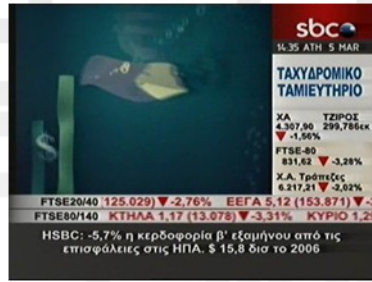 sbc
14:35 ATH 5 MAR
ΤΑΧΥΔΡΟΜΙΚΟ
ΤΑΜΙΕΥΤΗΡΙΟ
ΧΑ ΤΖΙΡΟΣ
4.307,90 299,786εκ
-1,56%
FTSE-80
831,62 -3,28%
Χ.Α. Τράπεζες
6.217,21 -2,02%
FTSE20/40 (125.029) -2,76% ΕΕΓΑ 5,12 (153.871) -
FTSE80/140 ΚΤΗΛΑ 1,17 (13.078) -3,31% ΚΥΡΙΟ 1,2
HSBC: -5,7% η κερδοφορία β' εξαμήνου από τις
επισφάλειες στις ΗΠΑ. $ 15,8 δισ το 2006